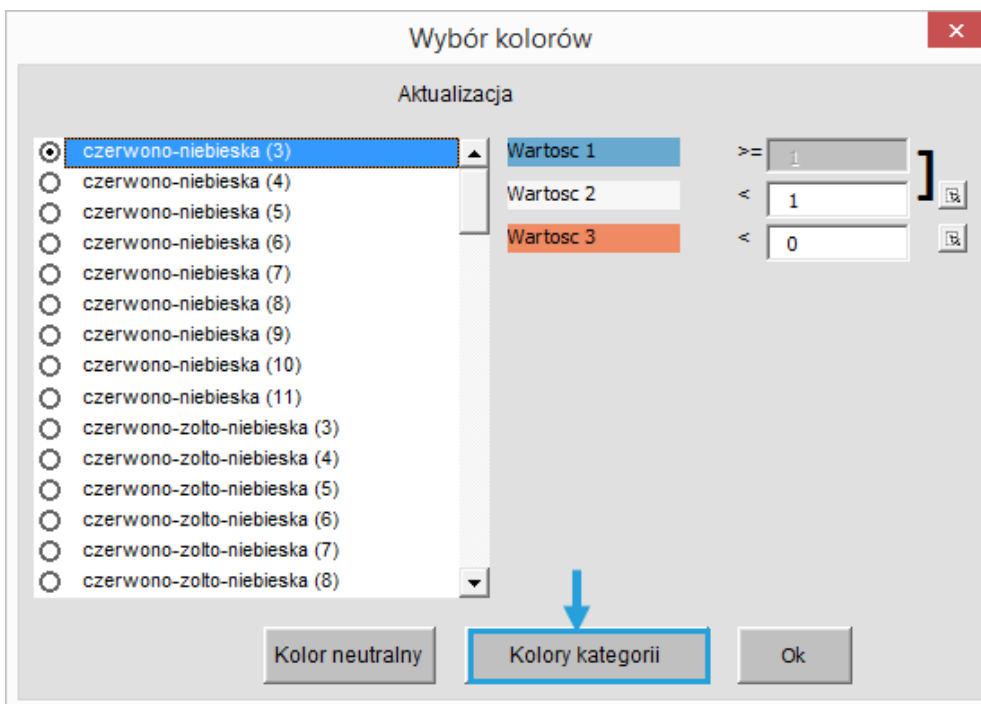 Wybór kolorów
Aktualizacja
czerwono-niebieska (3)
czerwono-niebieska (4)
czerwono-niebieska (5)
czerwono-niebieska (6)
czerwono-niebieska (7)
czerwono-niebieska (8)
czerwono-niebieska (9)
czerwono-niebieska (10)
czerwono-niebieska (11)
czerwono-zolto-niebieska (3)
czerwono-zolto-niebieska (4)
czerwono-zolto-niebieska (5)
czerwono-zolto-niebieska (6)
czerwono-zolto-niebieska (7)
czerwono-zolto-niebieska (8)
Wartosc 1 >= 1
Wartosc 2 < 1
Wartosc 3 < 0
Kolor neutralny
Kolory kategorii
Ok